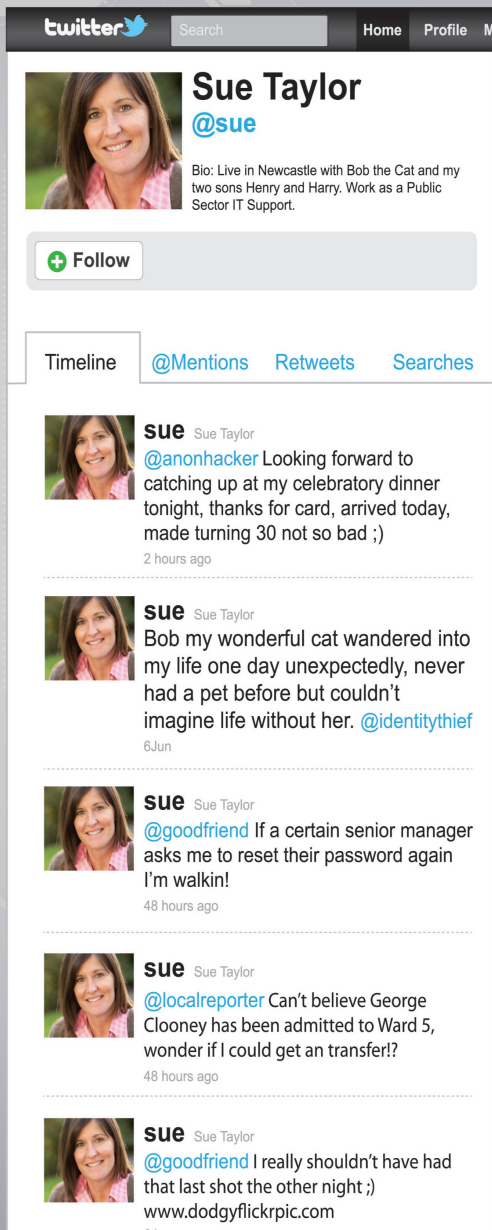 twitter
Search
Home Profile M
Sue Taylor
@sue
Bio: Live in Newcastle with Bob the Cat and my
two sons Henry and Harry. Work as a Public
Sector IT Support.
Follow
Timeline @Mentions Retweets Searches
sue Sue Taylor
@anonhacker Looking forward to
catching up at my celebratory dinner
tonight, thanks for card, arrived today,
made turning 30 not so bad ;)
2 hours ago
sue Sue Taylor
Bob my wonderful cat wandered into
my life one day unexpectedly, never
had a pet before but couldn't
imagine life without her. @identitythief
6Jun
sue Sue Taylor
@goodfriend If a certain senior manager
asks me to reset their password again
I'm walkin!
48 hours ago
sue Sue Taylor
@localreporter Can't believe George
Clooney has been admitted to Ward 5,
wonder if I could get an transfer!?
48 hours ago
sue Sue Taylor
@goodfriend I really shouldn't have had
that last shot the other night ;)
www.dodgyflickrpic.com